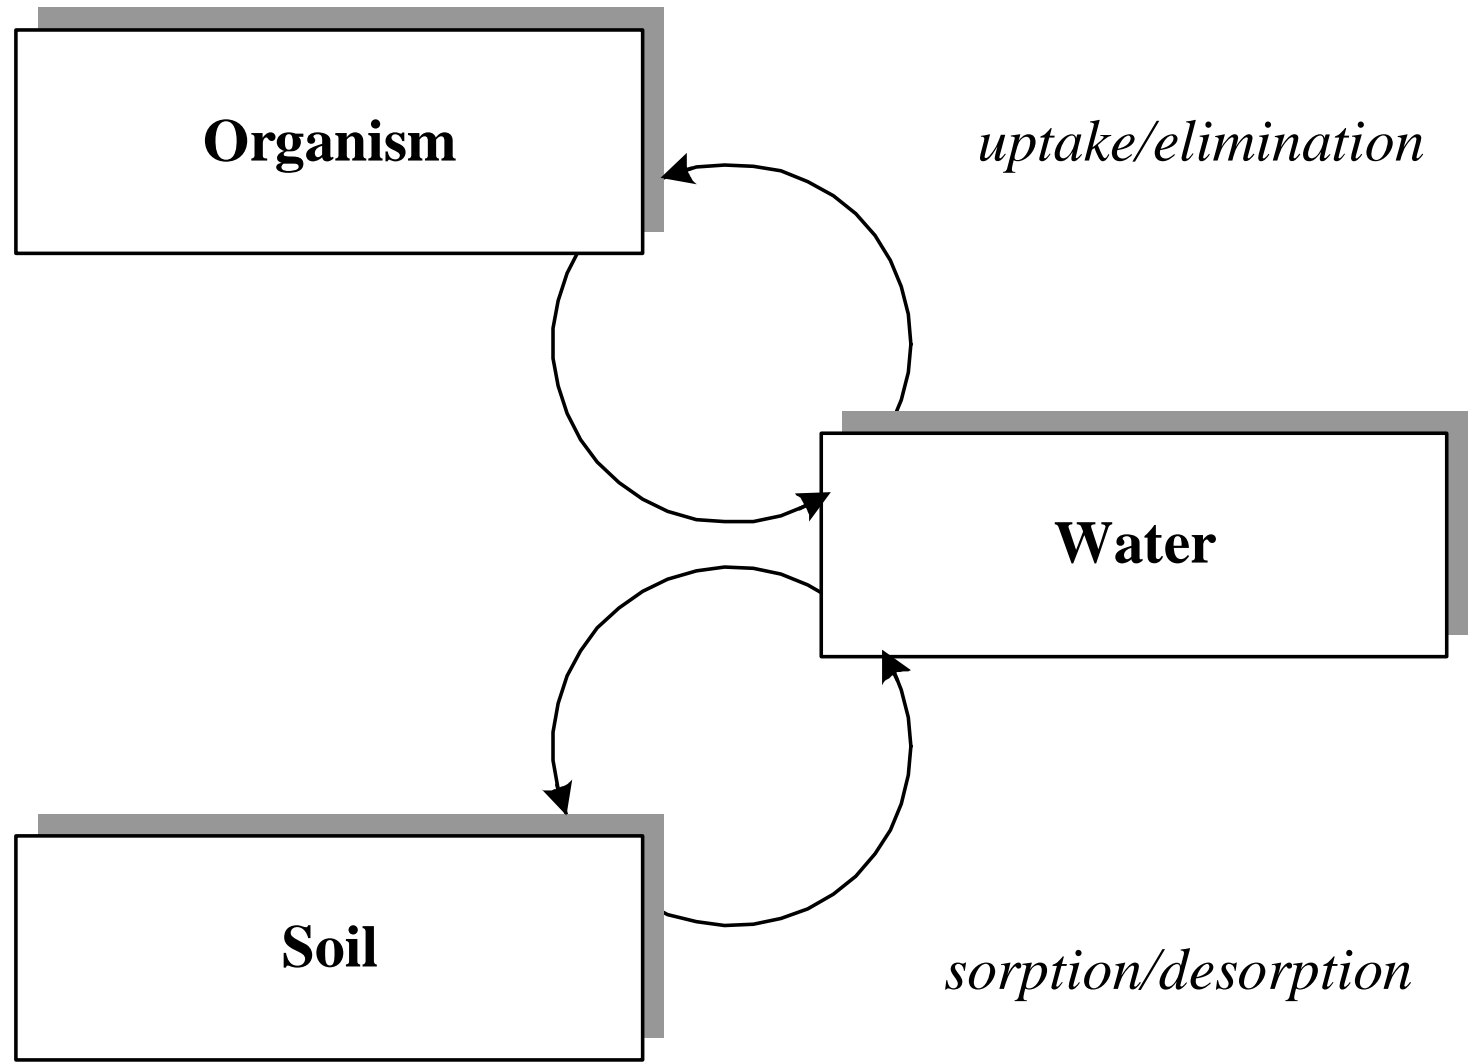 Organism
uptake/elimination
Water
Soil
sorption/desorption